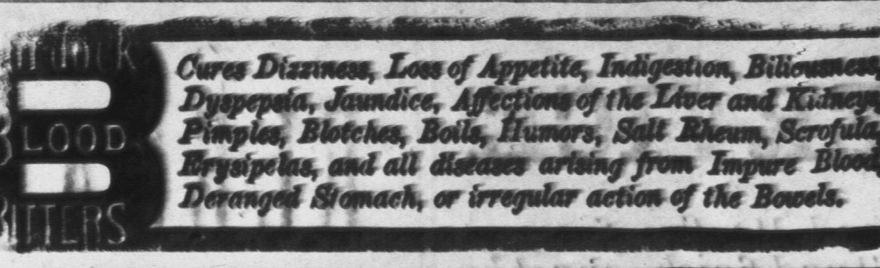 Burdock
BLOOD
BITTERS
Cures Dizziness, Loss of Appetite, Indigestion, Biliousness,
Dyspepsia, Jaundice, Affections of the Liver and Kidneys,
Pimples, Blotches, Boils, Humors, Salt Rheum, Scrofula,
Erysipelas, and all diseases arising from Impure Blood,
Deranged Stomach, or irregular action of the Bowels.